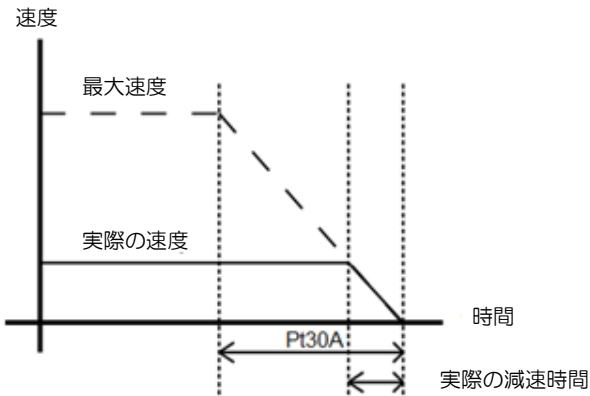 速度
最大速度
実際の速度
時間
Pt30A
実際の減速時間